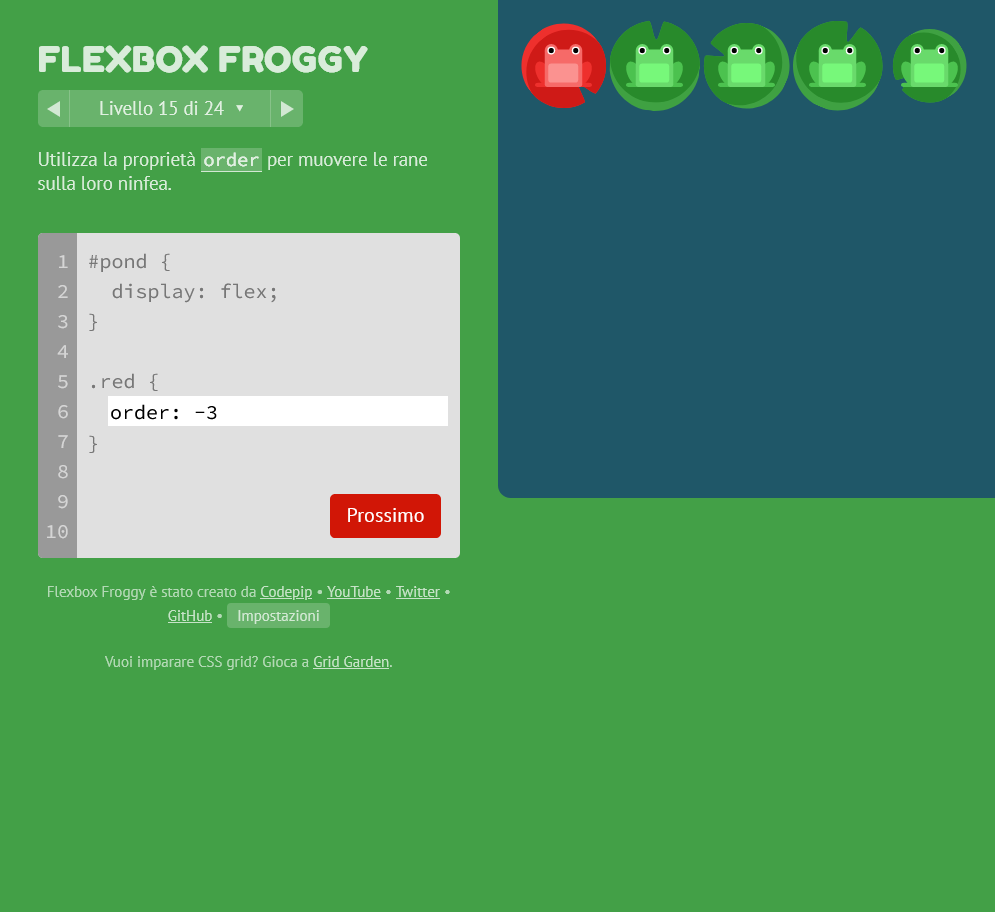 FLEXBOX FROGGY
Livello 15 di 24 ▼
Utilizza la proprietà order per muovere le rane
sulla loro ninfea.
1 #pond {
2 display: flex;
3 }
4
5 .red {
6 order: -3
7 }
8
9
10
Prossimo
Flexbox Froggy è stato creato da Codepip • YouTube • Twitter •
GitHub • Impostazioni
Vuoi imparare CSS grid? Gioca a Grid Garden.